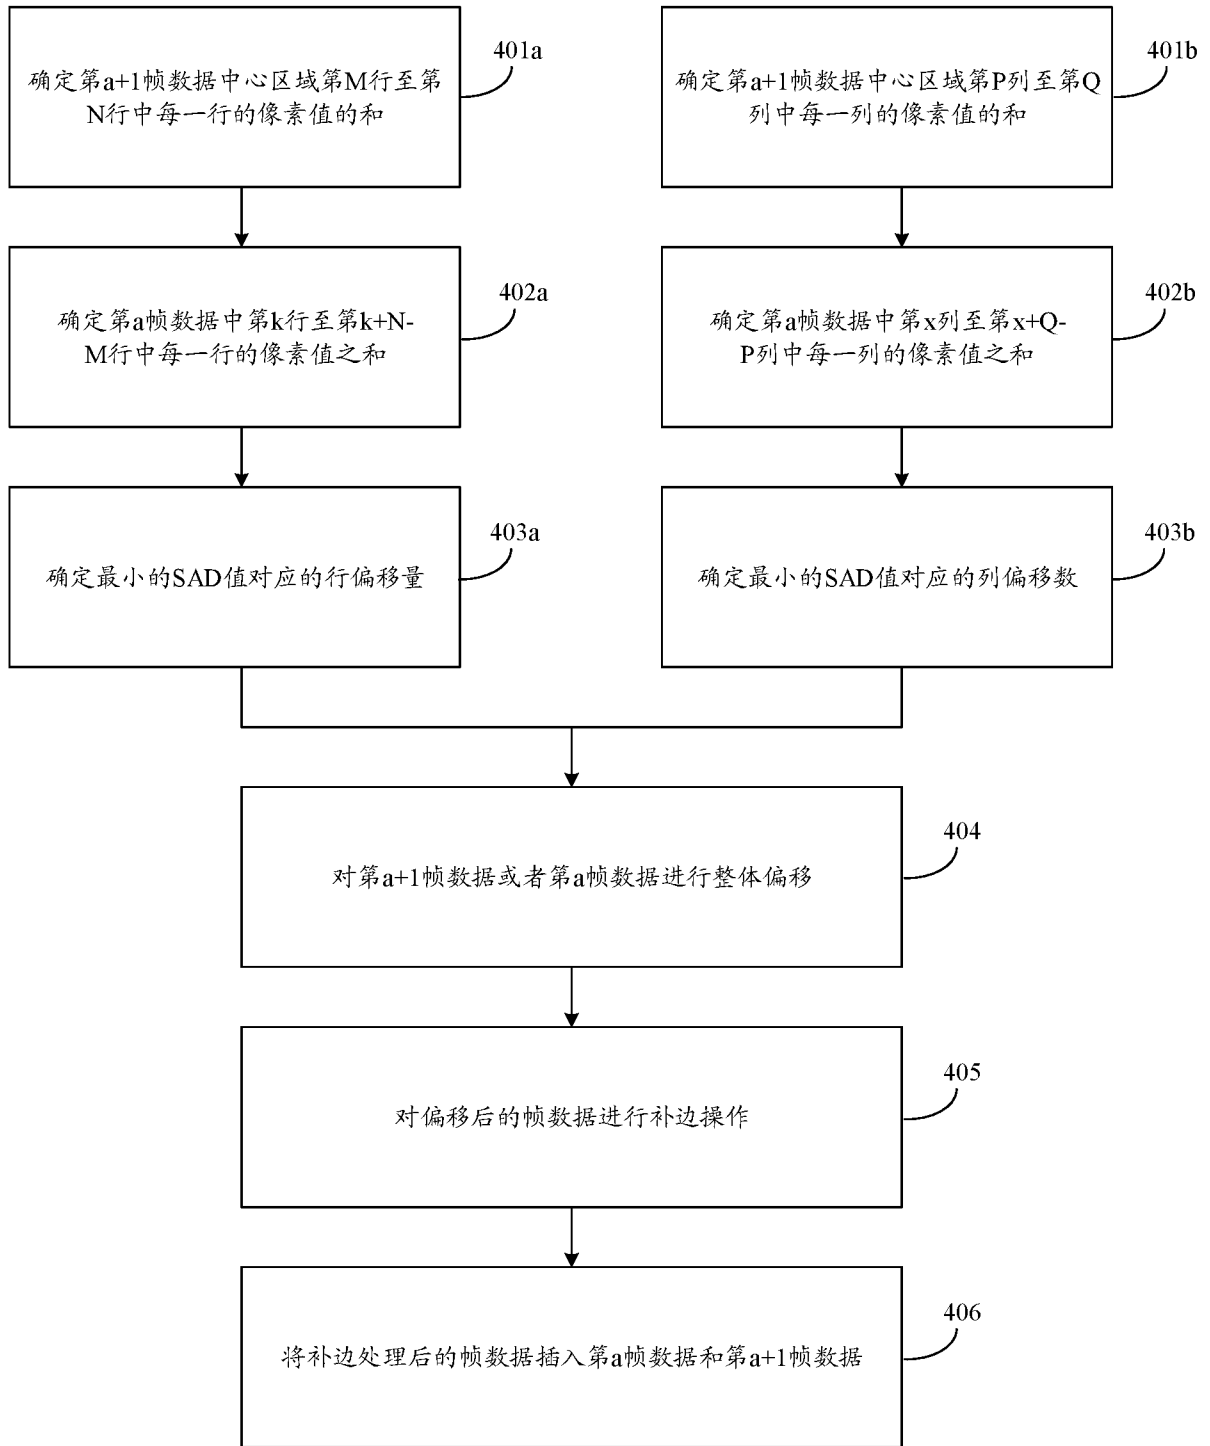 401a
确定第a+1帧数据中心区域第M行至第
N行中每一行的像素值的和
401b
确定第a+1帧数据中心区域第P列至第Q
列中每一列的像素值的和
402a
确定第a帧数据中第k行至第k+N-
M行中每一行的像素值之和
402b
确定第a帧数据中第x列至第x+Q-
P列中每一列的像素值之和
403a
确定最小的SAD值对应的行偏移量
403b
确定最小的SAD值对应的列偏移数
404
对第a+1帧数据或者第a帧数据进行整体偏移
405
对偏移后的帧数据进行补边操作
406
将补边处理后的帧数据插入第a帧数据和第a+1帧数据